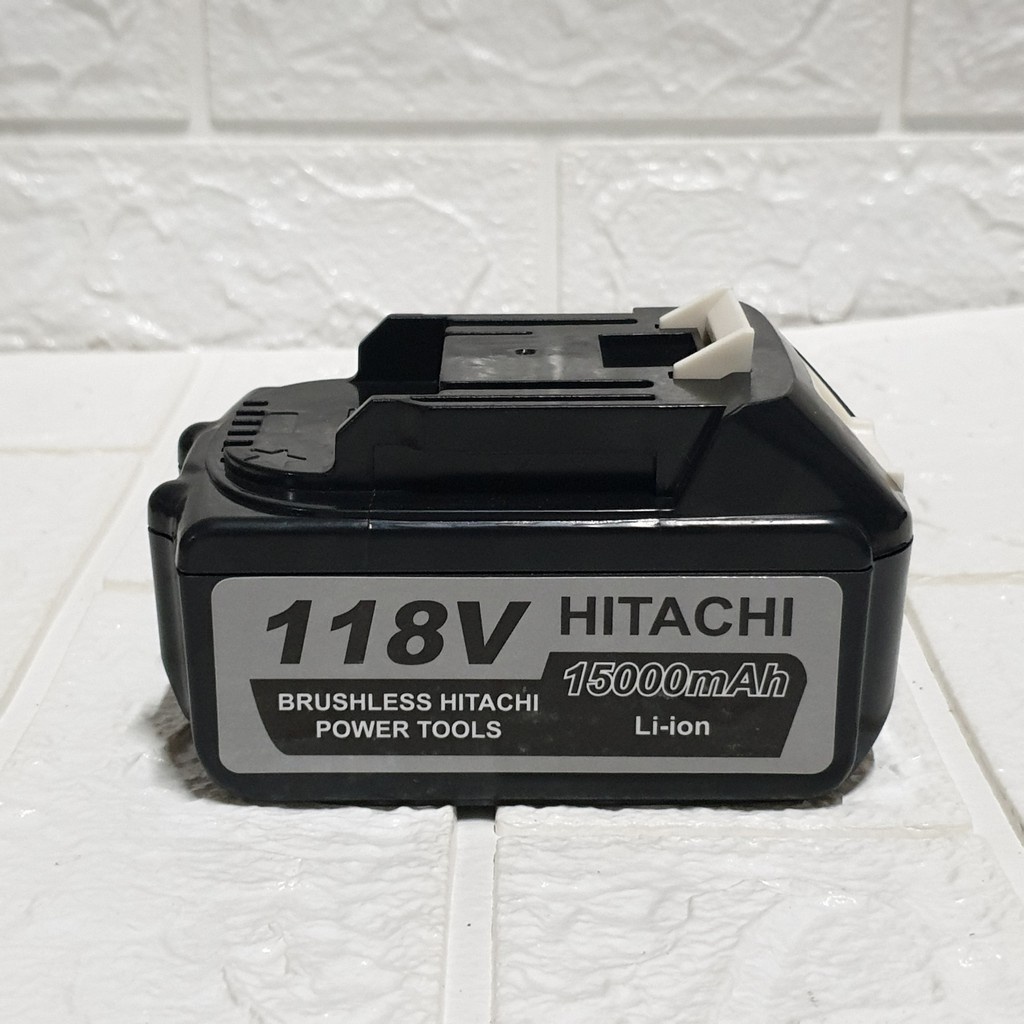 118V
HITACHI
BRUSHLESS HITACHI
POWER TOOLS
15000mAh
Li-ion